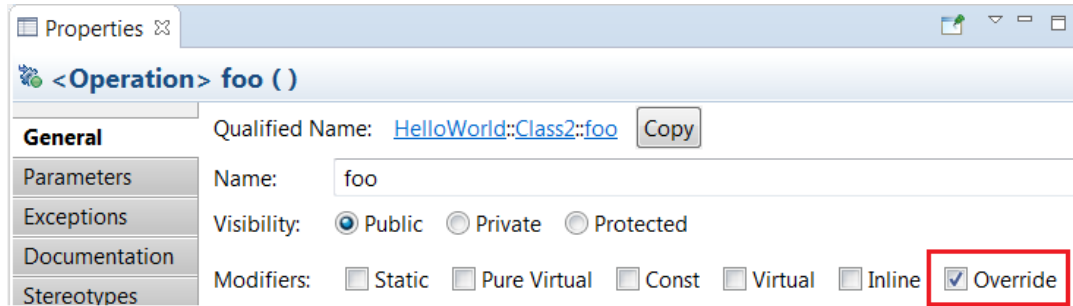 Properties
<Operation> foo ( )
General
Qualified Name: HelloWorld::Class2::foo Copy
Parameters
Name: foo
Exceptions
Visibility: Public Private Protected
Documentation
Modifiers: Static Pure Virtual Const Virtual Inline Override
Stereotypes